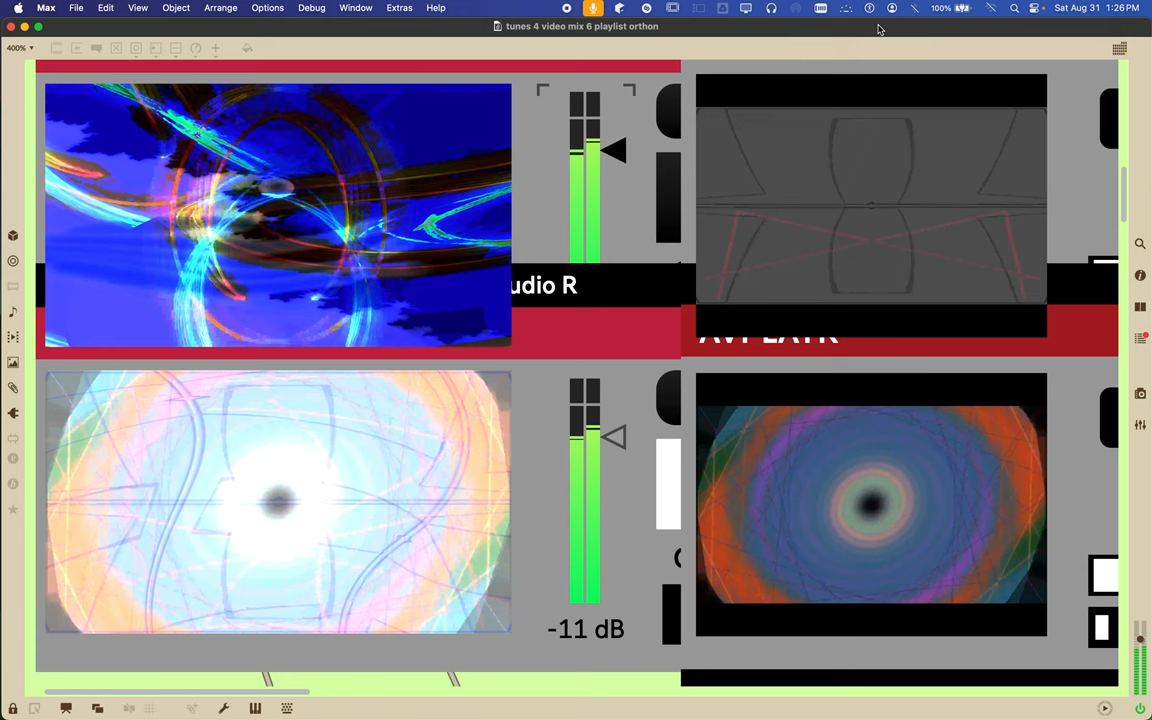 Max File Edit View Object Arrange Options Debug Window Extras Help 100% Sat Aug 31 1:26 PM
tunes 4 video mix 6 playlist orthon
400%
udio R
-11 dB